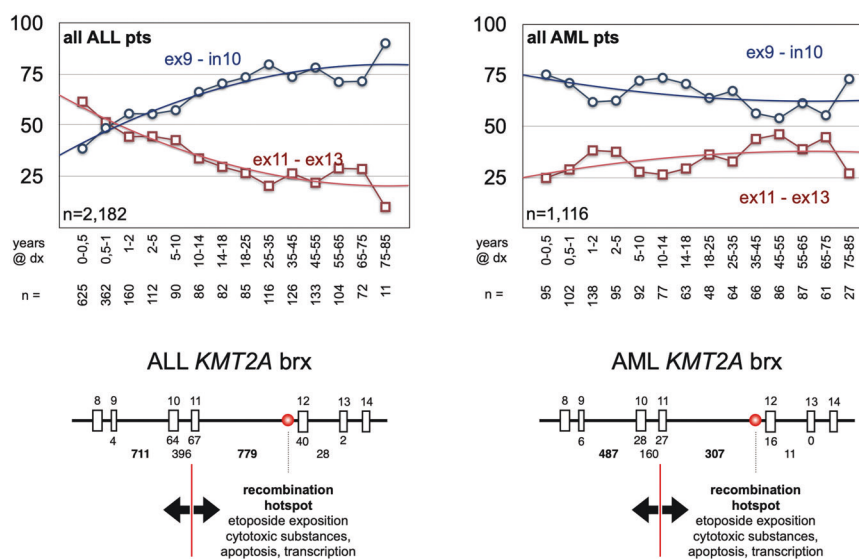 100
all ALL pts
ex9 - in10
75
50
ex11 - ex13
25
n=2,182
years @ dx 0-0,5 0,5-1 1-2 2-5 5-10 10-14 14-18 18-25 25-35 35-45 45-55 55-65 65-75 75-85
n = 625 362 160 112 90 86 82 85 116 126 133 104 72 11
100
all AML pts
ex9 - in10
75
50
25
ex11 - ex13
n=1,116
years @ dx 0-0,5 0,5-1 1-2 2-5 5-10 10-14 14-18 18-25 25-35 35-45 45-55 55-65 65-75 75-85
n = 95 102 138 95 92 77 63 48 64 66 86 87 61 27
ALL KMT2A brx
8 9 10 11 12 13 14
4 64 67 40 2
711 396 779 28
recombination
hotspot
etoposide exposition
cytotoxic substances,
apoptosis, transcription
AML KMT2A brx
8 9 10 11 12 13 14
6 28 27 16 0
487 160 307 11
recombination
hotspot
etoposide exposition
cytotoxic substances,
apoptosis, transcription